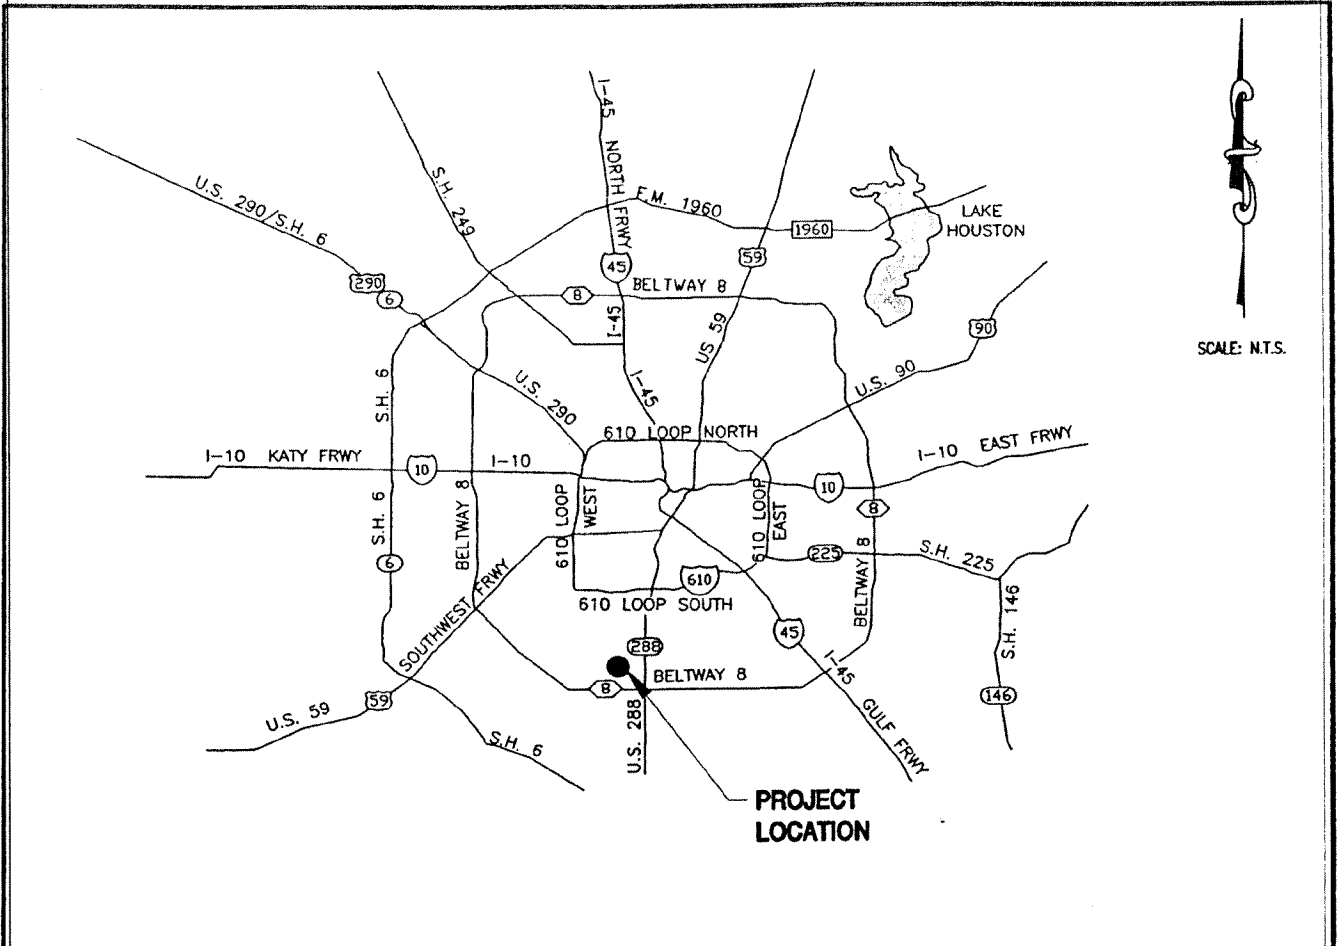 I-45
NORTH FRWY
S.H. 249
U.S. 290/S.H. 6
F.M. 1960
1960
LAKE
HOUSTON
59
45
290
6
8
BELTWAY 8
I-45
US 59
90
SCALE: N.T.S.
S.H. 6
U.S. 290
I-45
U.S. 90
610 LOOP NORTH
I-10 KATY FRWY
10
I-10
I-10 EAST FRWY
10
S.H. 6
BELTWAY 8
610 LOOP
WEST
610 LOOP
EAST
8
6
225
S.H. 225
BELTWAY 8
610
610 LOOP SOUTH
SOUTHWEST FRWY
S.H. 146
45
288
I-45
BELTWAY 8
8
146
59
U.S. 59
U.S. 288
GULF FRWY
S.H. 6
PROJECT
LOCATION